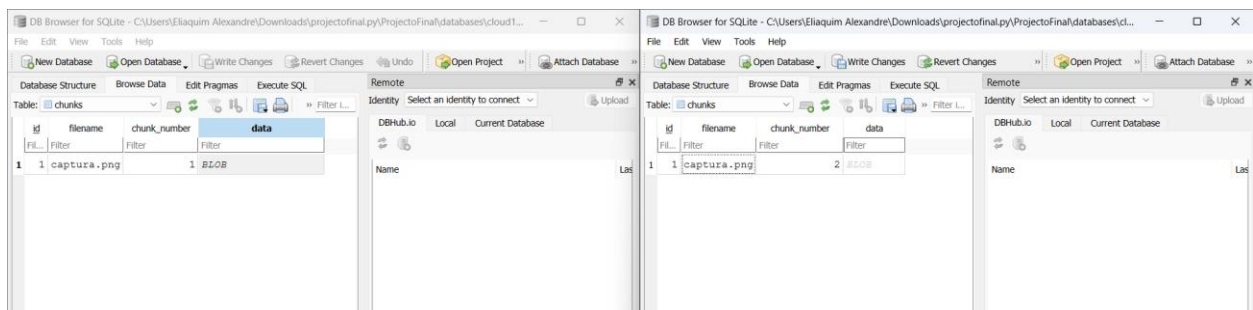 DB Browser for SQLite - C:\Users\Eliaquim Alexandre\Downloads\projectofinal.py\ProjectoFinal\databases\cloud1...
File Edit View Tools Help
New Database Open Database Write Changes Revert Changes Undo Open Project » Attach Database »
Database Structure Browse Data Edit Pragmas Execute SQL
Table: chunks » Filter i...
id filename chunk_number data
Fil... Filter Filter Filter
1 1 captura.png 1 BLOB
Remote
Identity Select an identity to connect Upload
DBHub.io Local Current Database
Name Las
DB Browser for SQLite - C:\Users\Eliaquim Alexandre\Downloads\projectofinal.py\ProjectoFinal\databases\cl...
File Edit View Tools Help
New Database Open Database Write Changes Revert Changes » Open Project » Attach Database »
Database Structure Browse Data Edit Pragmas Execute SQL
Table: chunks » Filter i...
id filename chunk_number data
Fil... Filter Filter Filter
1 1 captura.png 2 BLOB
Remote
Identity Select an identity to connect Upload
DBHub.io Local Current Database
Name Las